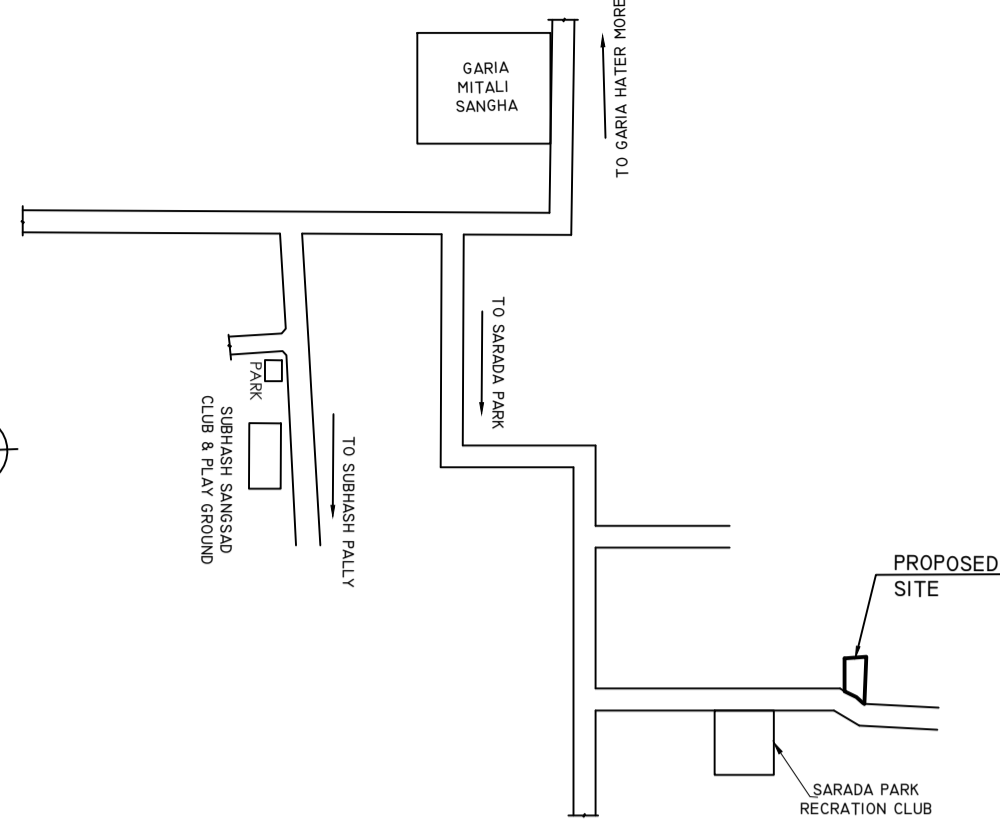 TO GARIA HATER MORE
GARIA
MITALI
SANGHA
TO SARADA PARK
PARK
SUBHASH SANGSAD
CLUB & PLAY GROUND
TO SUBHASH PALLY
PROPOSED
SITE
SARADA PARK
RECRATION CLUB